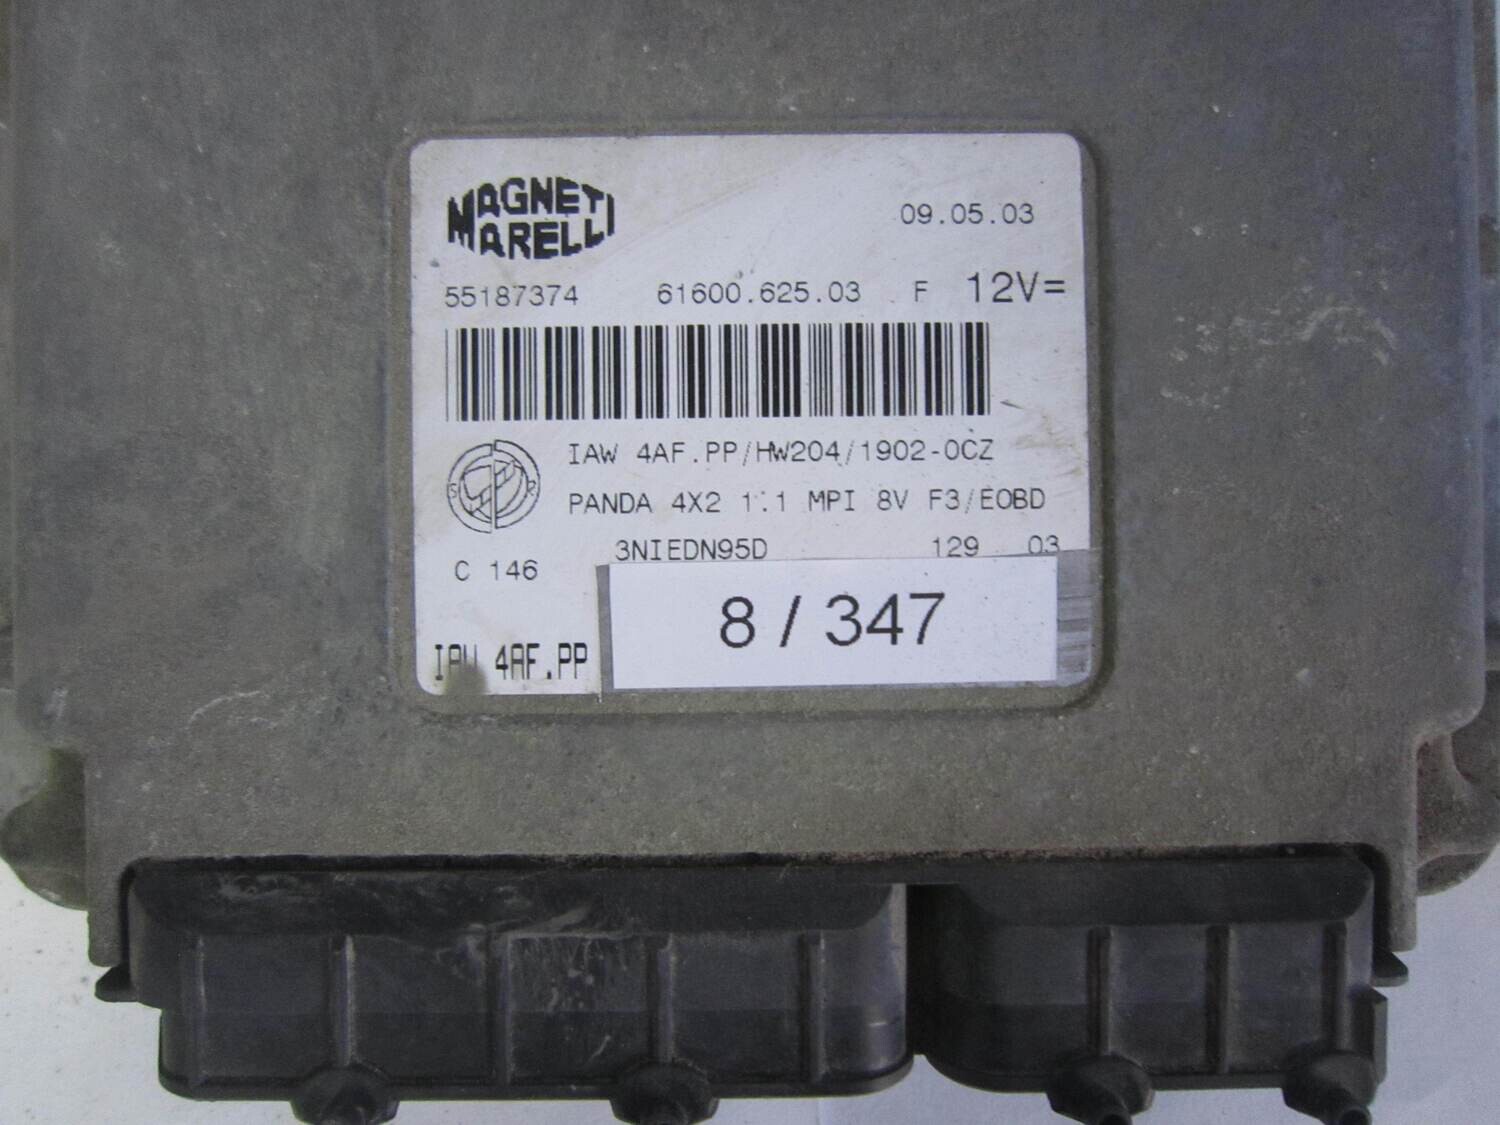 MAGNETI
MARELLI
09.05.03
55187374 61600.625.03 F 12V=
IAW 4AF.PP/HW204/1902-0CZ
PANDA 4X2 1.1 MPI 8V F3/EOBD
3NIEDN95D 129 03
C 146
8 / 347
IAW 4AF.PP